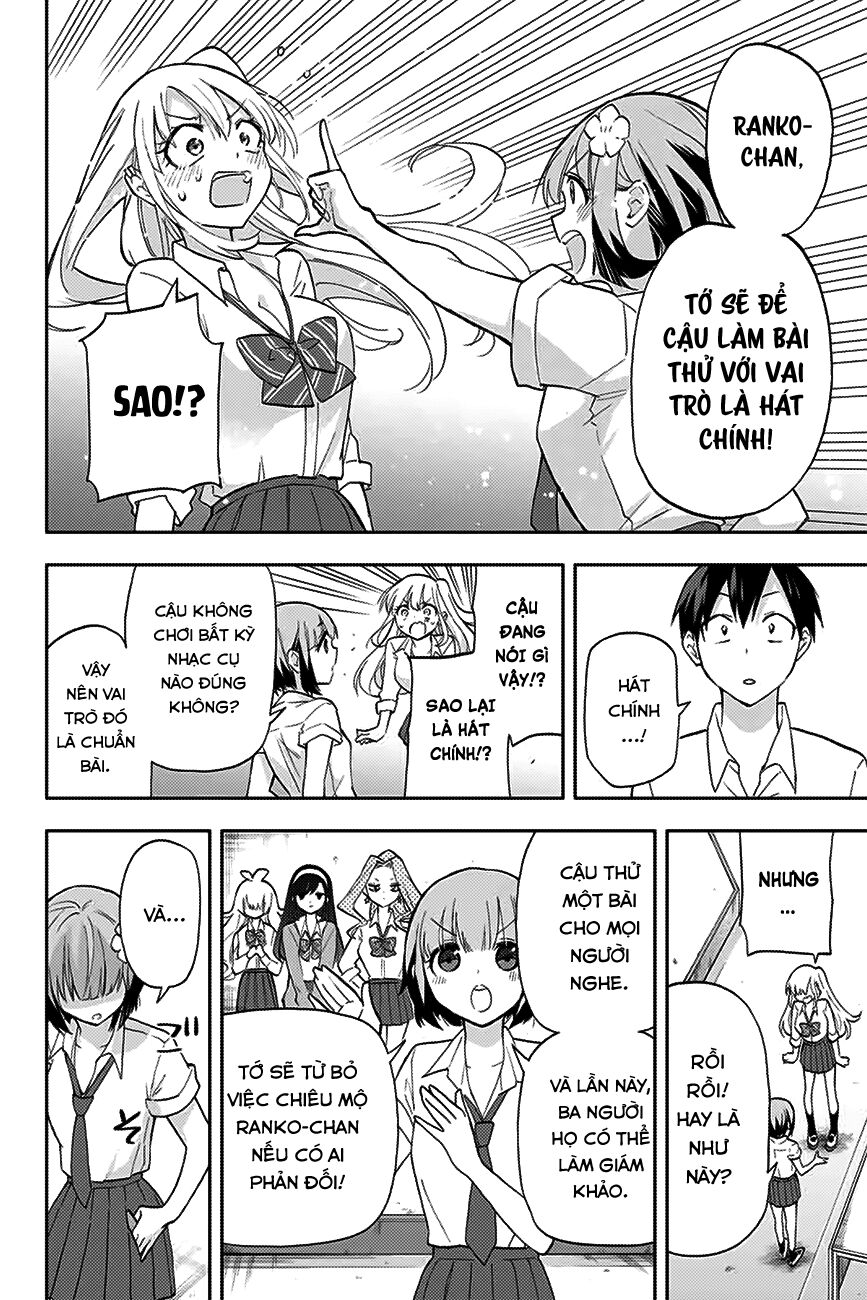 RANKO-
CHAN,
TỚ SẼ ĐỂ
CẬU LÀM BÀI
THỬ VỚI VAI
TRÒ LÀ HÁT
CHÍNH!
SAO!?
HÁT
CHÍNH
...!
CẬU
ĐANG
NÓI GÌ
VẬY!?
SAO LẠI
LÀ HÁT
CHÍNH!?
CẬU KHÔNG
CHƠI BẤT KỲ
NHẠC CỤ
NÀO ĐÚNG
KHÔNG?
VẬY
NÊN VAI
TRÒ ĐÓ
LÀ CHUẨN
BÀI.
NHƯNG
...
RỒI
RỒI!
HAY LÀ
NHƯ
NÀY?
CẬU THỬ
MỘT BÀI
CHO MỌI
NGƯỜI
NGHE.
VÀ LẦN NÀY,
BA NGƯỜI
HỌ CÓ THỂ
LÀM GIÁM
KHẢO.
TỚ SẼ TỪ BỎ
VIỆC CHIÊU MỘ
RANKO-CHAN
NẾU CÓ AI
PHẢN ĐỐI!
VÀ...